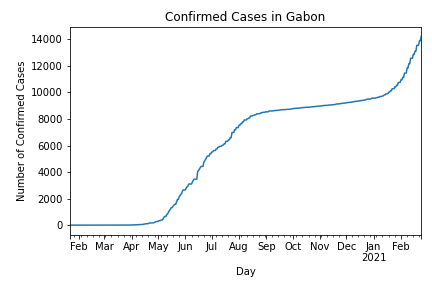 Confirmed Cases in Gabon
Number of Confirmed Cases
14000
12000
10000
8000
6000
4000
2000
0
Feb Mar Apr May Jun Jul Aug Sep Oct Nov Dec Jan Feb
2021
Day